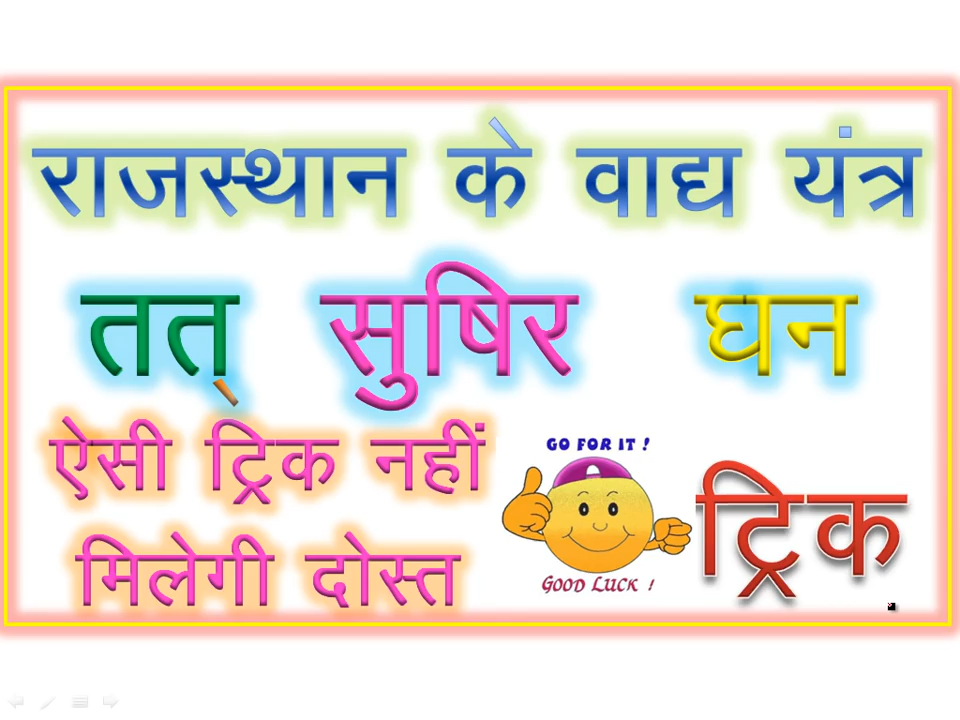 राजस्थान के वाद्य यंत्र
तत् सुषिर घन
ऐसी ट्रिक नहीं
मिलेगी दोस्त
GO FOR IT !
GOOD LUCK !
ट्रिक